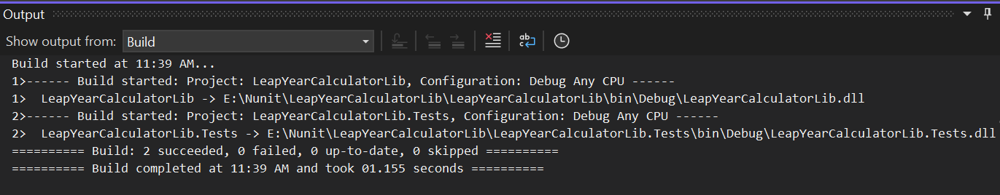 Output
Show output from: Build
Build started at 11:39 AM...
1>------ Build started: Project: LeapYearCalculatorLib, Configuration: Debug Any CPU ------
1>  LeapYearCalculatorLib -> E:\Nunit\LeapYearCalculatorLib\LeapYearCalculatorLib\bin\Debug\LeapYearCalculatorLib.dll
2>------ Build started: Project: LeapYearCalculatorLib.Tests, Configuration: Debug Any CPU ------
2>  LeapYearCalculatorLib.Tests -> E:\Nunit\LeapYearCalculatorLib\LeapYearCalculatorLib.Tests\bin\Debug\LeapYearCalculatorLib.Tests.dll
========== Build: 2 succeeded, 0 failed, 0 up-to-date, 0 skipped ==========
========== Build completed at 11:39 AM and took 01.155 seconds ==========